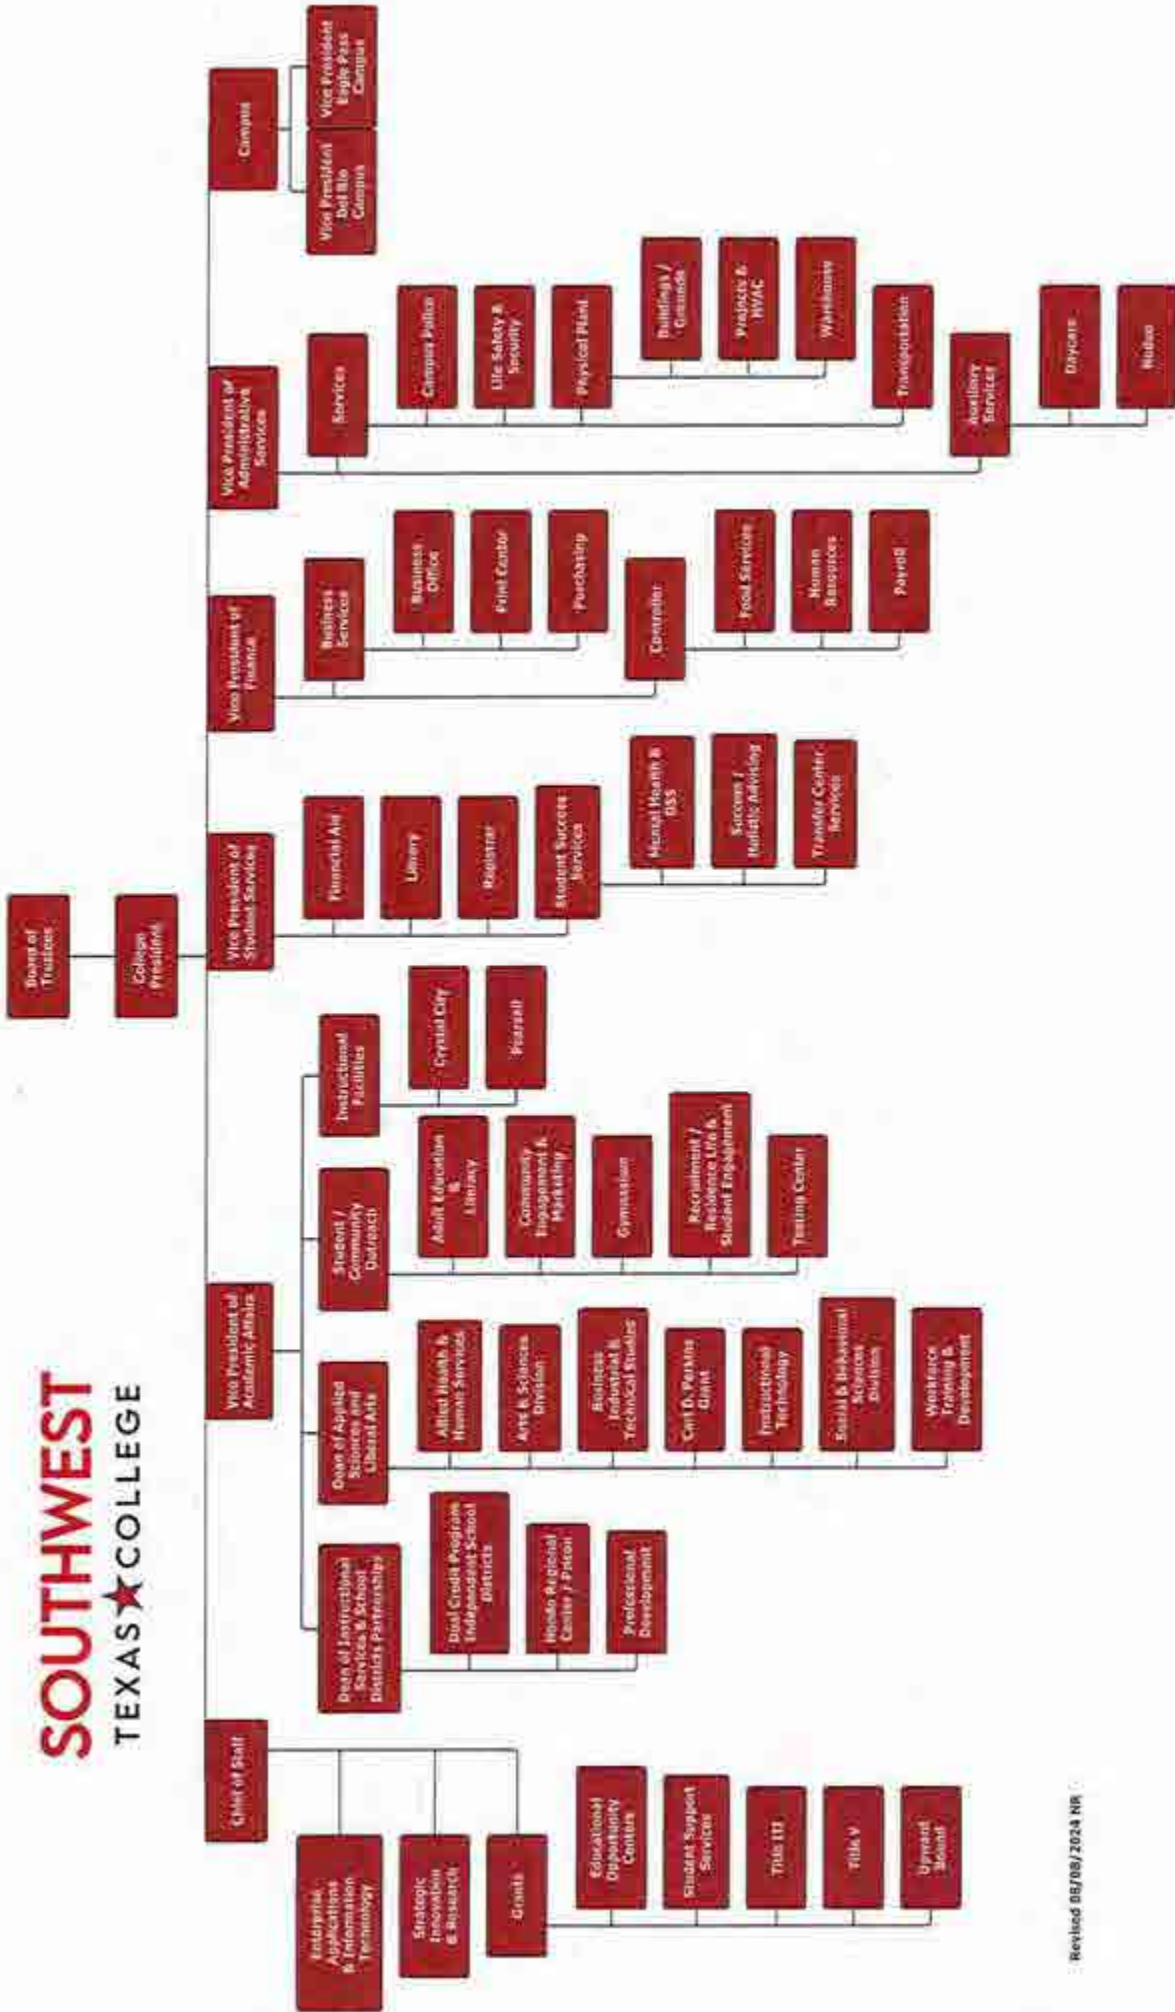 SOUTHWEST
TEXAS★COLLEGE
Board of
Trustees
College
President
Chief of Staff
Enterprise
Applications
& Information
Technology
Strategic
Innovation
& Research
Grants
Educational
Opportunity
Centers
Student Support
Services
Title III
Title V
Upward
Bound
Vice President of
Academic Affairs
Dean of Instructional
Services & School
Districts Partnership
Dual Credit Program
Independent School
Districts
Hondo Regional
Center / Prison
Professional
Development
Dean of Applied
Sciences and
Liberal Arts
Allied Health &
Human Services
Arts & Sciences
Division
Business
Industrial &
Technical Studies
Carl D. Perkins
Grant
Instructional
Technology
Social & Behavioral
Sciences
Division
Workforce
Training &
Development
Student /
Community
Outreach
Adult Education
&
Literacy
Community
Engagement &
Marketing
Gymnasium
Recruitment /
Residence Life &
Student Engagement
Testing Center
Instructional
Facilities
Crystal City
Pearsall
Vice President of
Student Services
Financial Aid
Library
Registrar
Student Success
Services
Mental Health &
DSS
Success /
Holistic Advising
Transfer Center
Services
Vice President of
Finance
Business
Services
Business
Office
Print Center
Purchasing
Controller
Food Services
Human
Resources
Payroll
Vice President of
Administrative
Services
Services
Campus Police
Life Safety &
Security
Physical Plant
Buildings /
Grounds
Projects &
HVAC
Warehouse
Transportation
Auxiliary
Services
Daycare
Rodeo
Campus
Vice President
Del Rio
Campus
Vice President
Eagle Pass
Campus
Revised 08/08/2024 NR